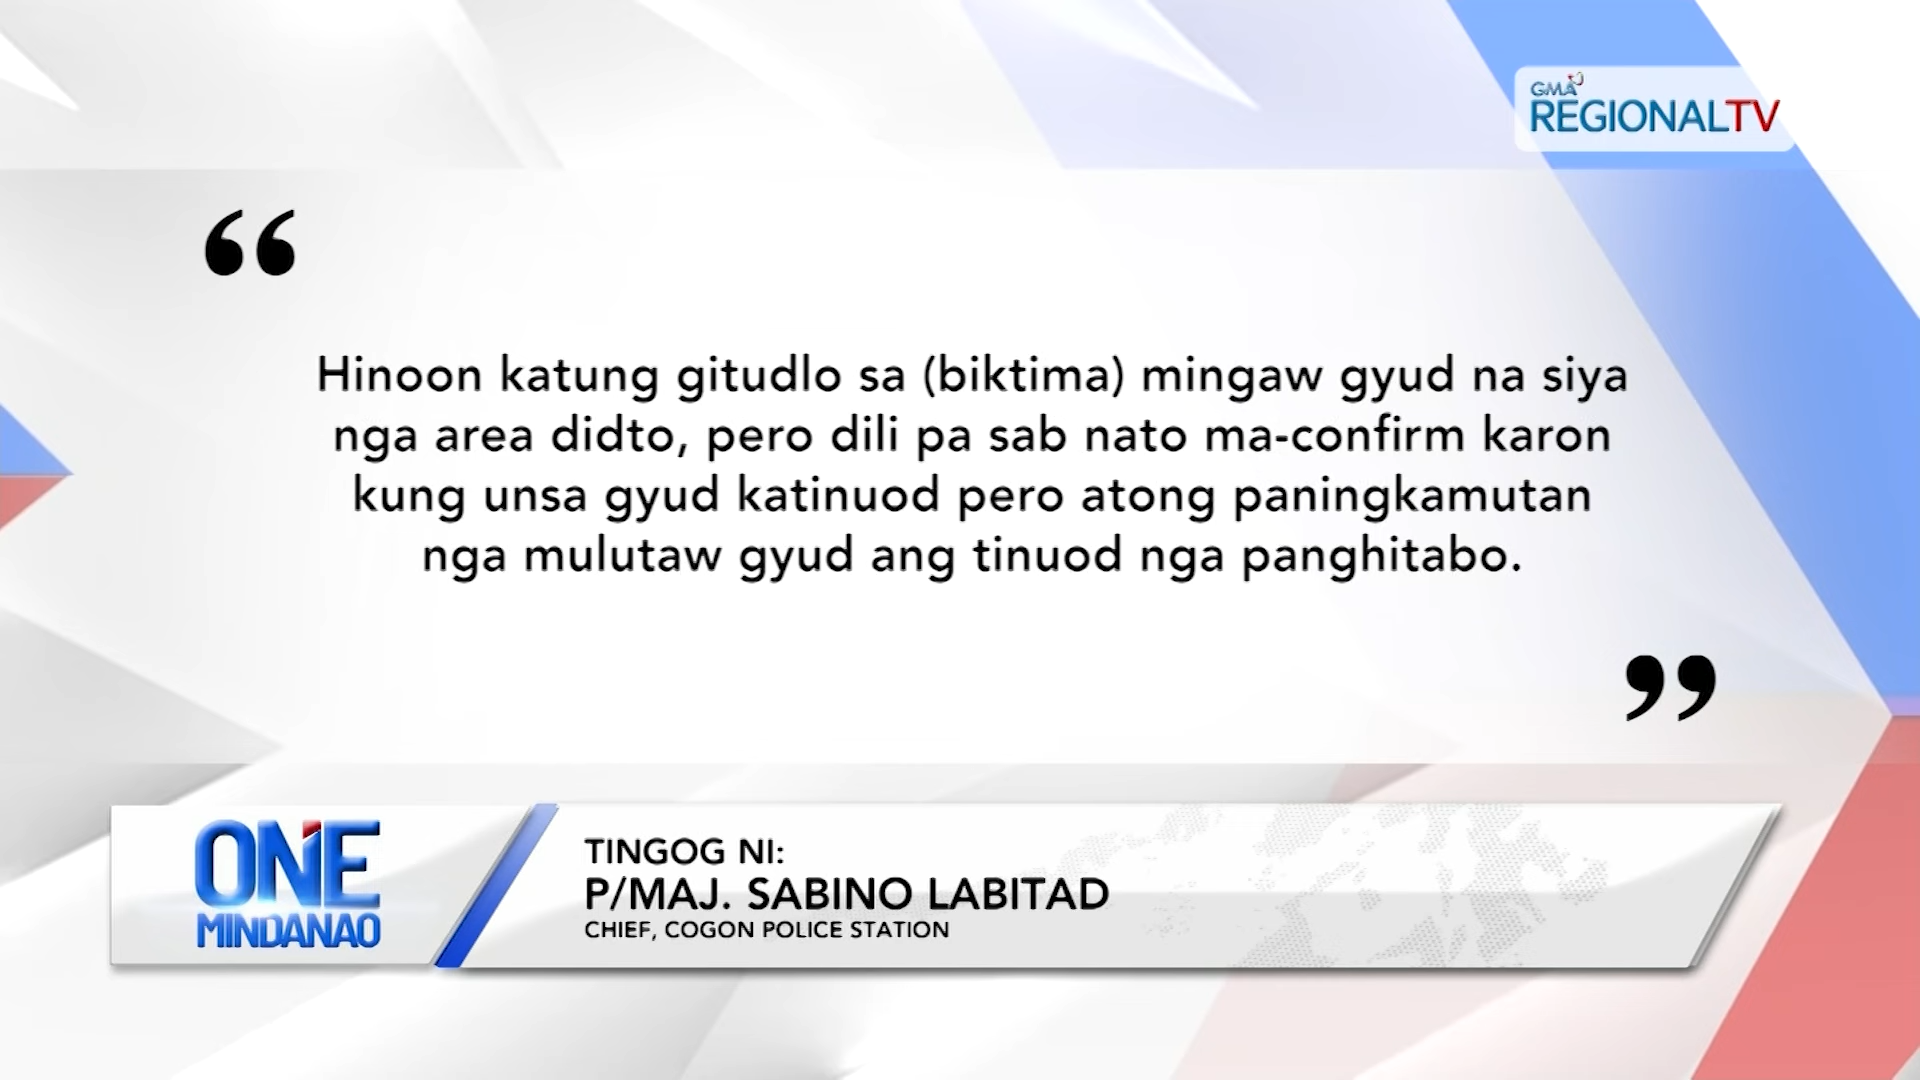 GMA
REGIONALTV
“
Hinoon katung gitudlo sa (biktima) mingaw gyud na siya
nga area didto, pero dili pa sab nato ma-confirm karon
kung unsa gyud katinuod pero atong paningkamutan
nga mulutaw gyud ang tinuod nga panghitabo.
”
ONE
MINDANAO
TINGOG NI:
P/MAJ. SABINO LABITAD
CHIEF, COGON POLICE STATION